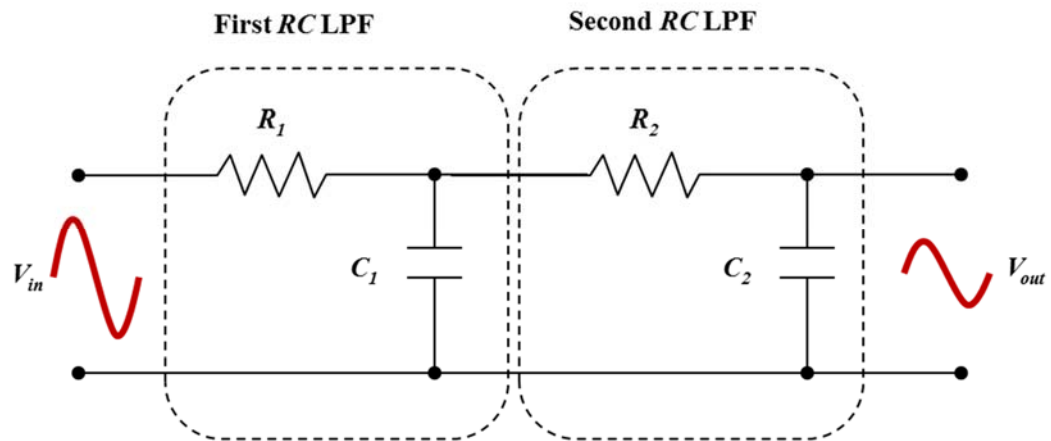 First RC LPF
Second RC LPF
R1
R2
Vin
C1
C2
Vout